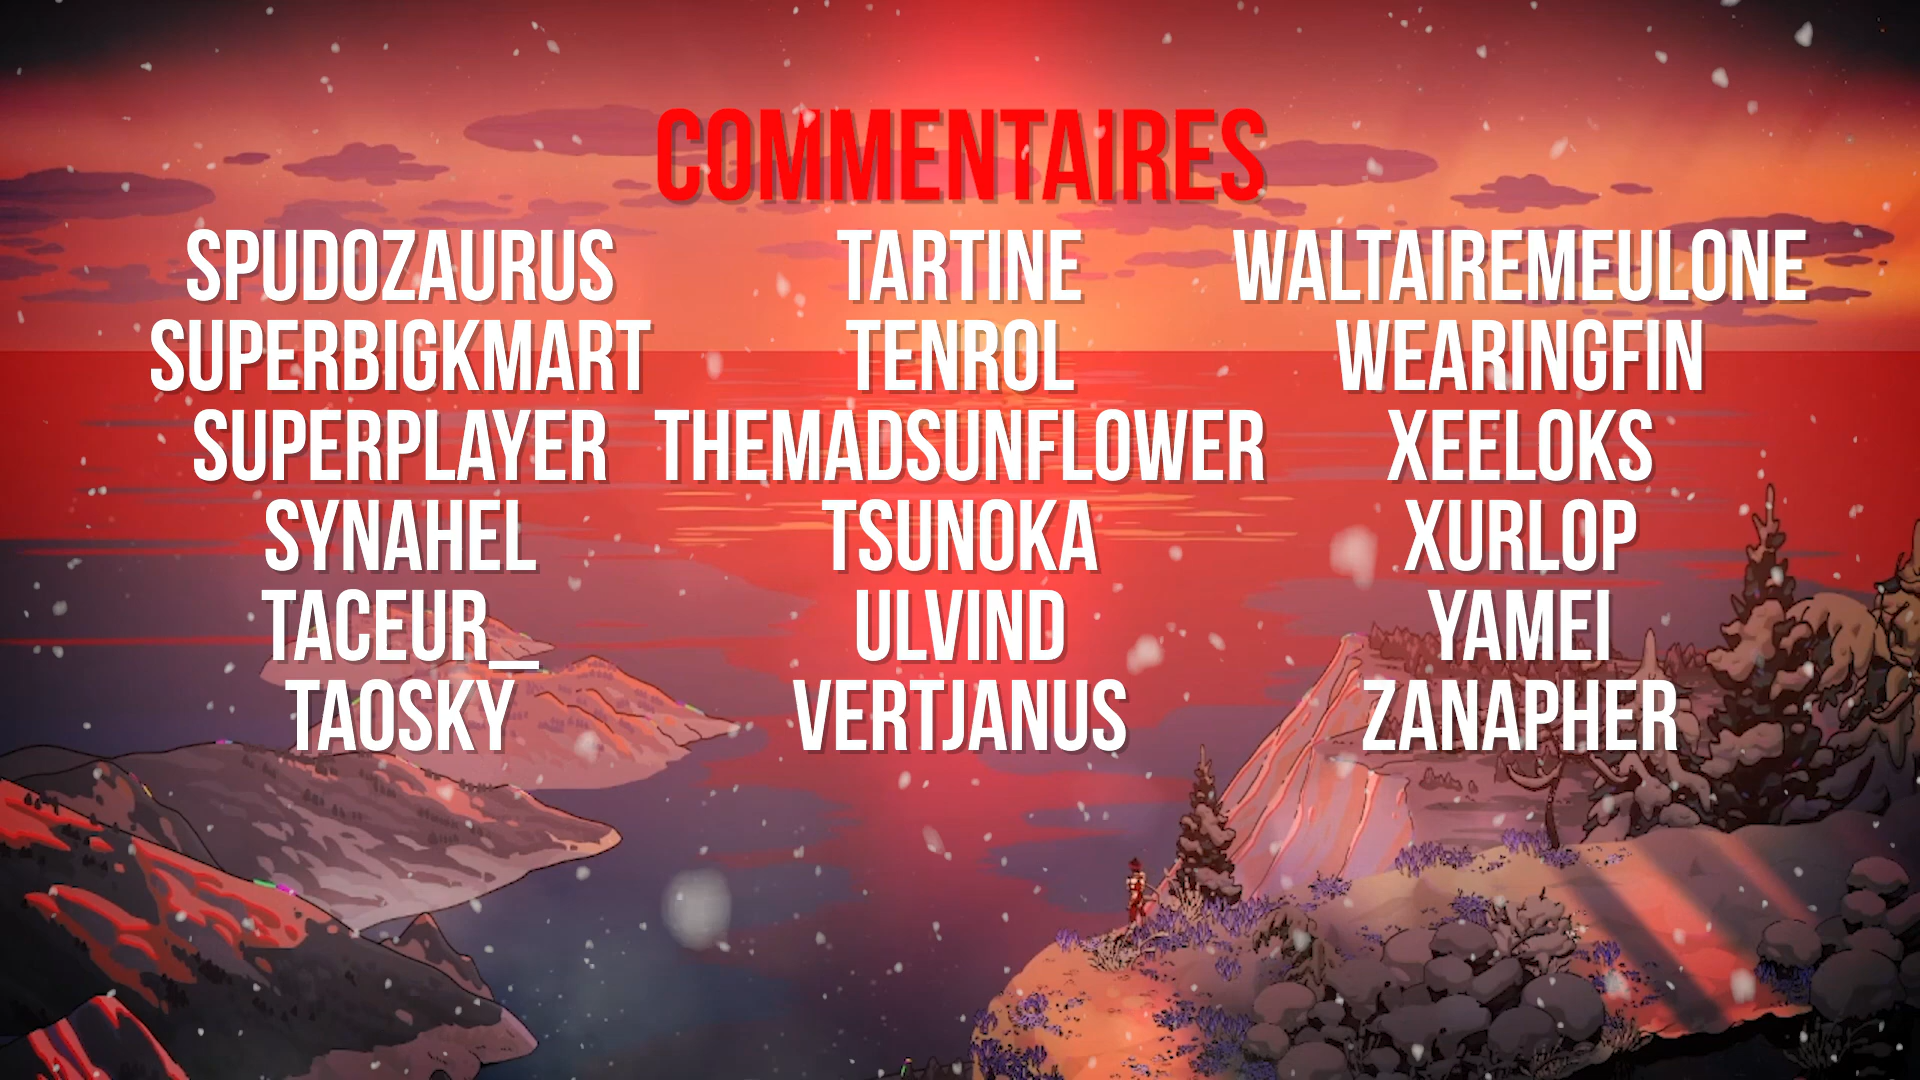 COMMENTAIRES
SPUDOZAURUS
SUPERBIGKMART
SUPERPLAYER
SYNAHEL
TACEUR_
TAOSKY
TARTINE
TENROL
THEMADSUNFLOWER
TSUNOKA
ULVIND
VERTJANUS
WALTAIREMEULONE
WEARINGFIN
XEELOKS
XURLOP
YAMEI
ZANAPHER